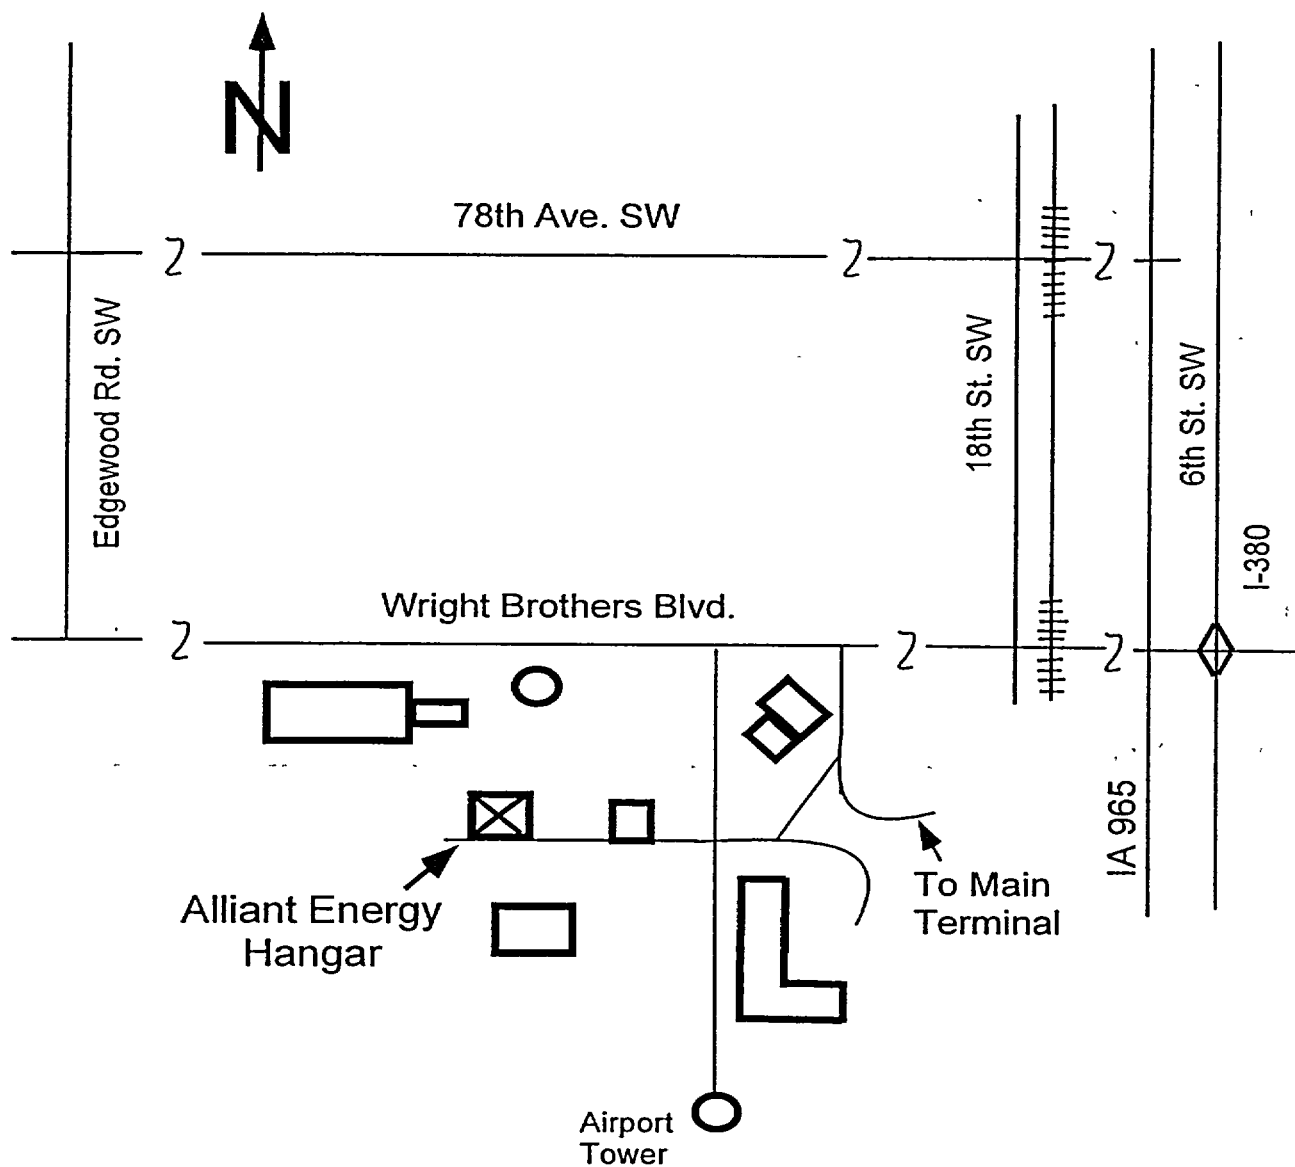 N
78th Ave. SW
Edgewood Rd. SW
18th St. SW
6th St. SW
I-380
Wright Brothers Blvd.
IA 965
Alliant Energy
Hangar
To Main
Terminal
Airport
Tower